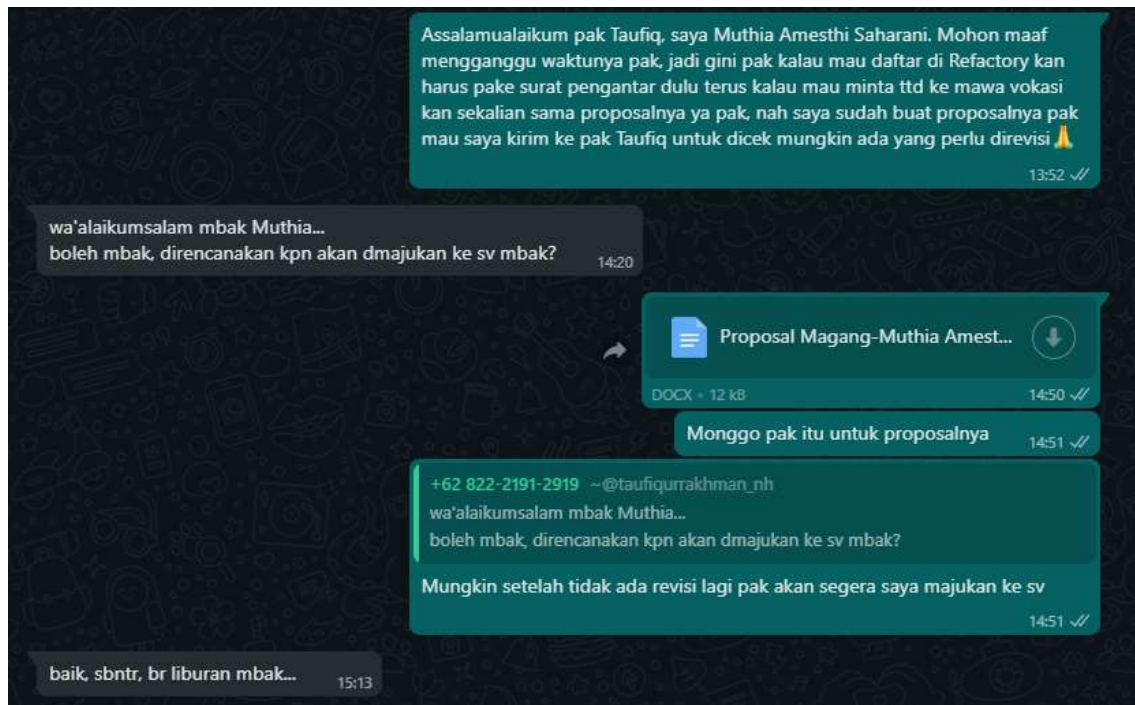 Assalamualaikum pak Taufiq, saya Muthia Amesthi Saharani. Mohon maaf
mengganggu waktunya pak, jadi gini pak kalau mau daftar di Refactory kan
harus pake surat pengantar dulu terus kalau mau minta ttd ke mawa vokasi
kan sekalian sama proposalnya ya pak, nah saya sudah buat proposalnya pak
mau saya kirim ke pak Taufiq untuk dicek mungkin ada yang perlu direvisi🙏
13:52
wa'alaikumsalam mbak Muthia...
boleh mbak, direncanakan kpn akan dmajukan ke sv mbak?
14:20
Proposal Magang-Muthia Amest...
DOCX • 12 kB 14:50
Monggo pak itu untuk proposalnya 14:51
+62 822-2191-2919 ~@taufiqurrakhman_nh
wa'alaikumsalam mbak Muthia...
boleh mbak, direncanakan kpn akan dmajukan ke sv mbak?
Mungkin setelah tidak ada revisi lagi pak akan segera saya majukan ke sv
14:51
baik, sbntr, br liburan mbak... 15:13